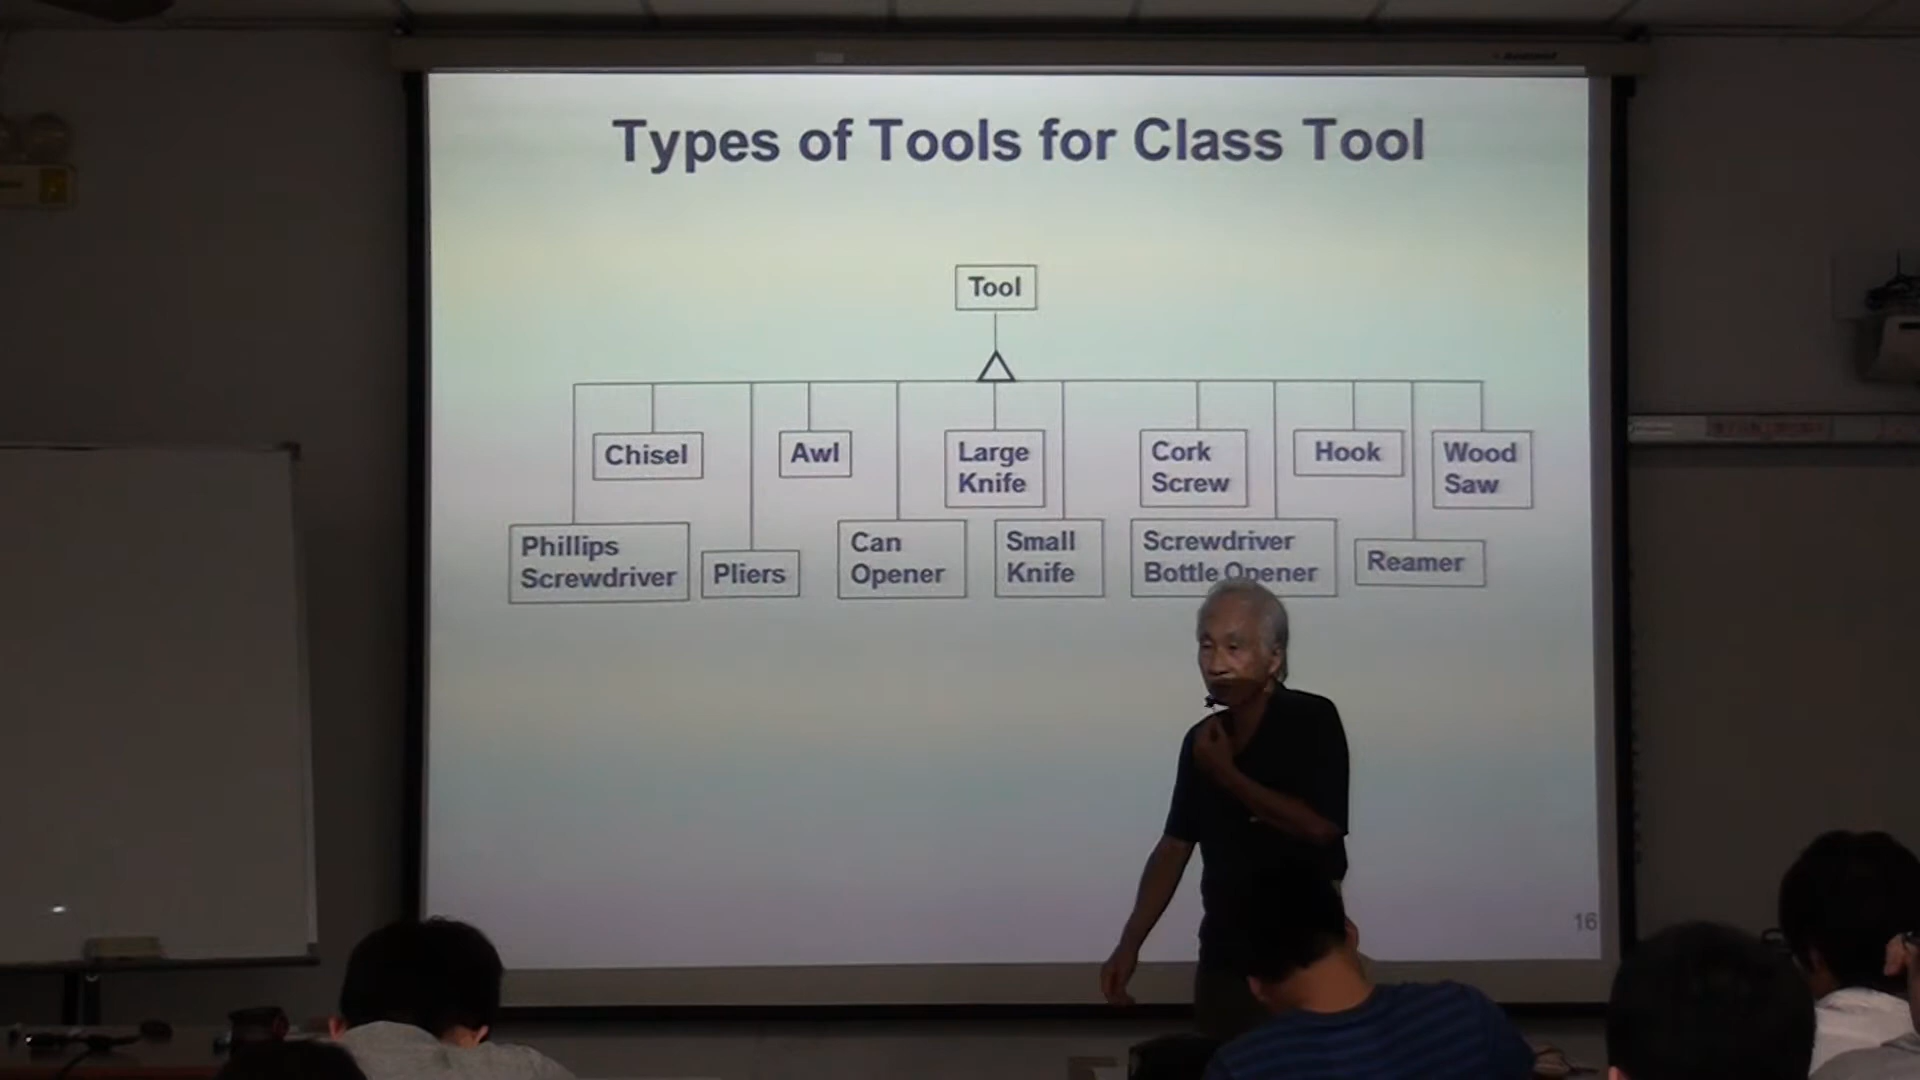 Types of Tools for Class Tool
Tool
Chisel
Awl
Large
Knife
Cork
Screw
Hook
Wood
Saw
Phillips
Screwdriver
Pliers
Can
Opener
Small
Knife
Screwdriver
Bottle Opener
Reamer
16